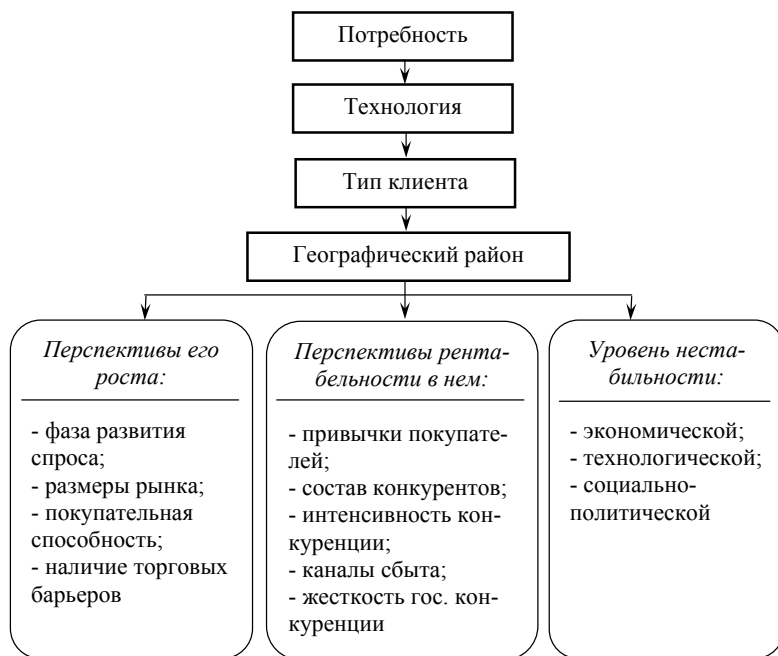 Потребность
Технология
Тип клиента
Географический район
Перспективы его
роста:
- фаза развития
спроса;
- размеры рынка;
- покупательная
способность;
- наличие торговых
барьеров
Перспективы рента-
бельности в нем:
- привычки покупате-
лей;
- состав конкурентов;
- интенсивность кон-
куренции;
- каналы сбыта;
- жесткость гос. кон-
куренции
Уровень неста-
бильности:
- экономической;
- технологической;
- социально-
политической